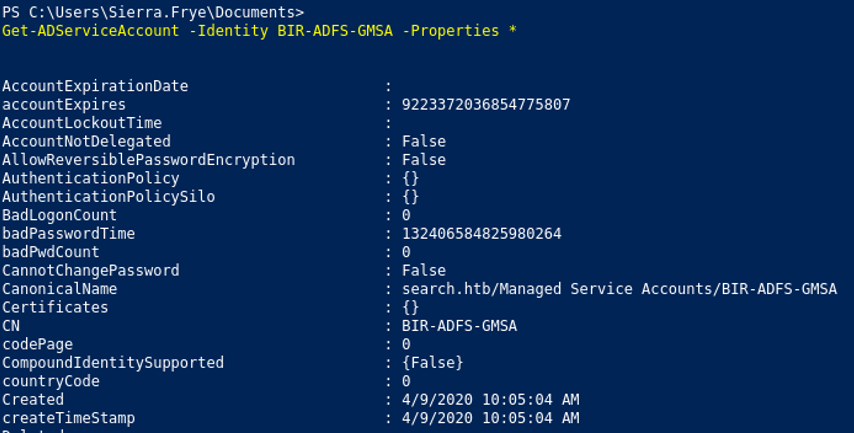 PS C:\Users\Sierra.Frye\Documents>
Get-ADServiceAccount -Identity BIR-ADFS-GMSA -Properties *
AccountExpirationDate :
accountExpires : 9223372036854775807
AccountLockoutTime :
AccountNotDelegated : False
AllowReversiblePasswordEncryption : False
AuthenticationPolicy : {}
AuthenticationPolicySilo : {}
BadLogonCount : 0
badPasswordTime : 132406584825980264
badPwdCount : 0
CannotChangePassword : False
CanonicalName : search.htb/Managed Service Accounts/BIR-ADFS-GMSA
Certificates : {}
CN : BIR-ADFS-GMSA
codePage : 0
CompoundIdentitySupported : {False}
countryCode : 0
Created : 4/9/2020 10:05:04 AM
createTimeStamp : 4/9/2020 10:05:04 AM